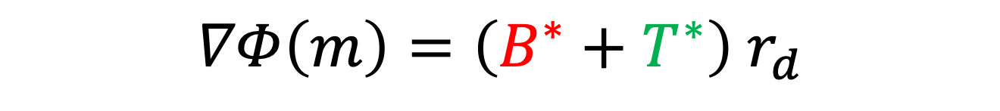 ∇Φ(m) = (B* + T*) r_d